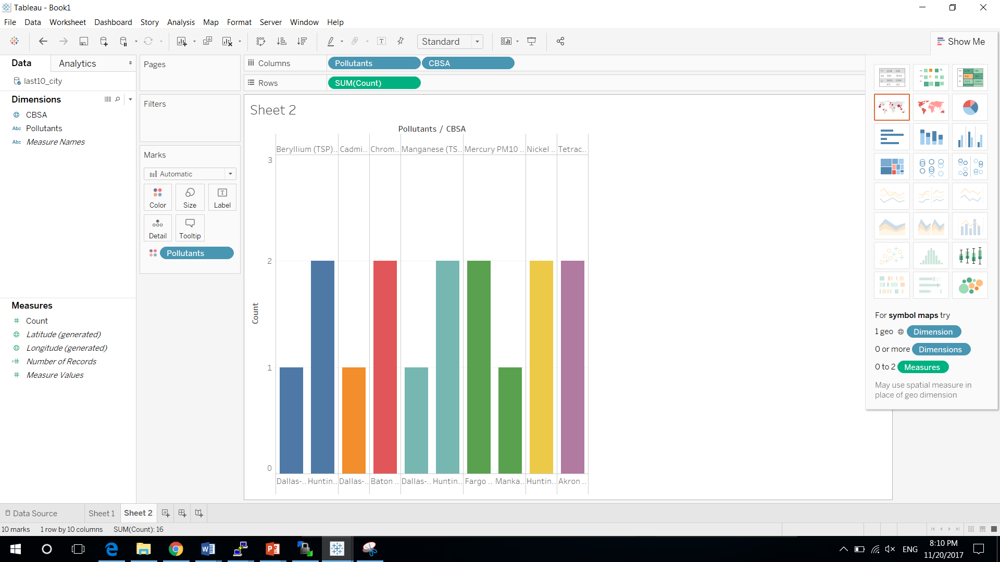 Tableau - Book1
File Data Worksheet Dashboard Story Analysis Map Format Server Window Help
Standard
Show Me
Data Analytics
last10_city
Dimensions
CBSA
Abc Pollutants
Abc Measure Names
Measures
Count
Latitude (generated)
Longitude (generated)
Number of Records
Measure Values
Pages
Filters
Marks
Automatic
Color Size Label
Detail Tooltip
Pollutants
Columns Pollutants CBSA
Rows SUM(Count)
Sheet 2
Pollutants / CBSA
Beryllium (TSP).. Cadmi.. Chrom.. Manganese (TS.. Mercury PM10 .. Nickel .. Tetrac..
3
2
1
0
Count
Dallas-.. Huntin.. Dallas-.. Baton .. Dallas-.. Huntin.. Fargo .. Manka.. Huntin.. Akron ..
For symbol maps try
1 geo Dimension
0 or more Dimensions
0 to 2 Measures
May use spatial measure in
place of geo dimension
Data Source Sheet 1 Sheet 2
10 marks 1 row by 10 columns SUM(Count): 16
ENG
8:10 PM
11/20/2017